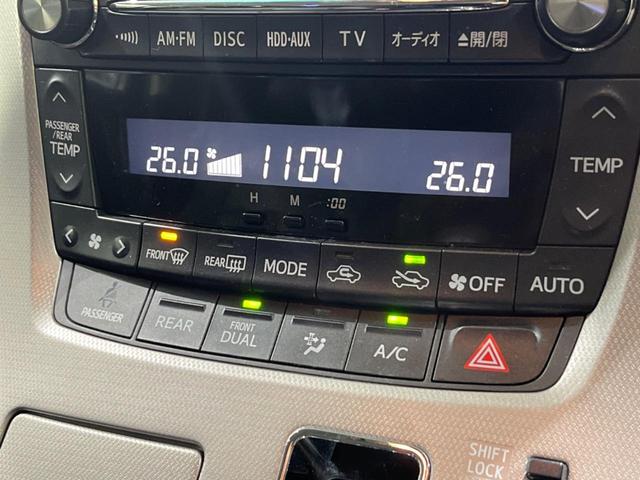 AM·FM DISC HDD·AUX TV オーディオ ▲開/閉
PASSENGER
/REAR
TEMP
26.0 1104 26.0
TEMP
H M :00
FRONT REAR MODE OFF AUTO
PASSENGER REAR FRONT DUAL A/C
SHIFT
LOCK